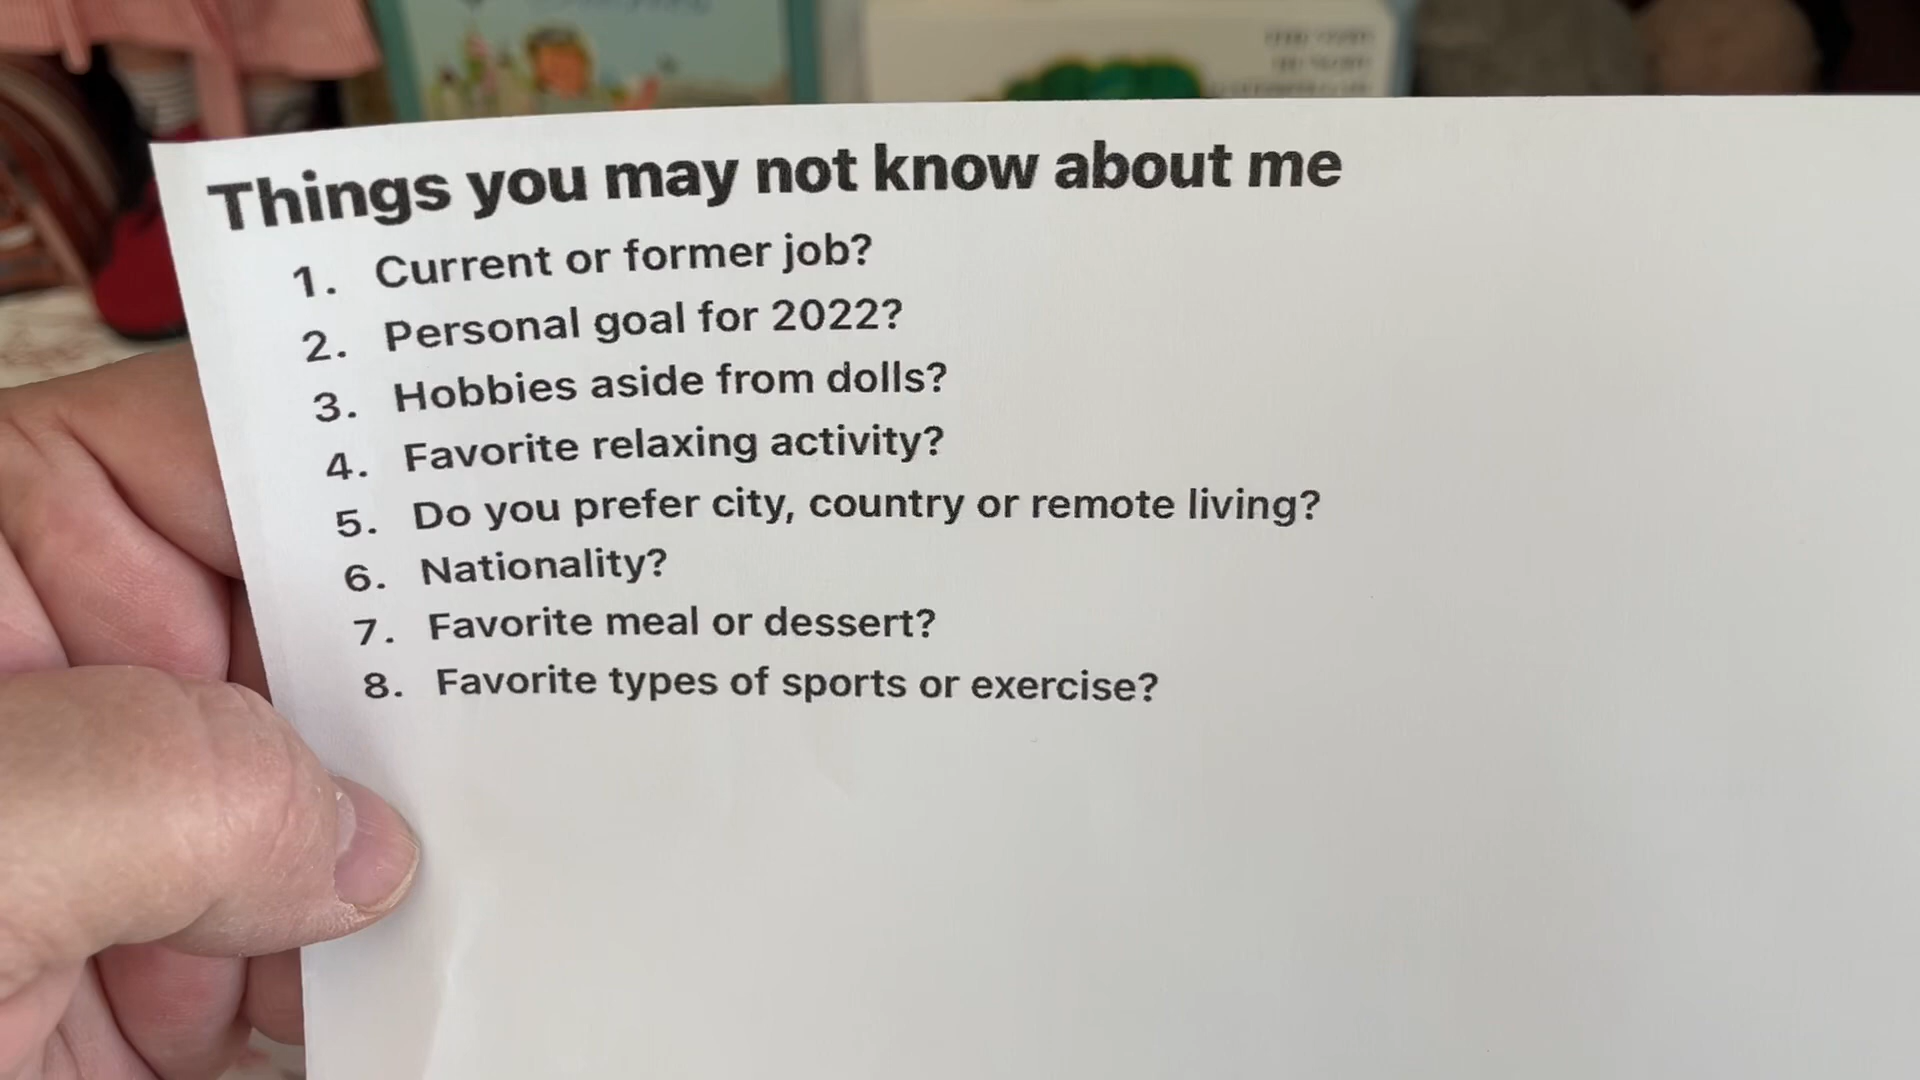 Things you may not know about me
1. Current or former job?
2. Personal goal for 2022?
3. Hobbies aside from dolls?
4. Favorite relaxing activity?
5. Do you prefer city, country or remote living?
6. Nationality?
7. Favorite meal or dessert?
8. Favorite types of sports or exercise?